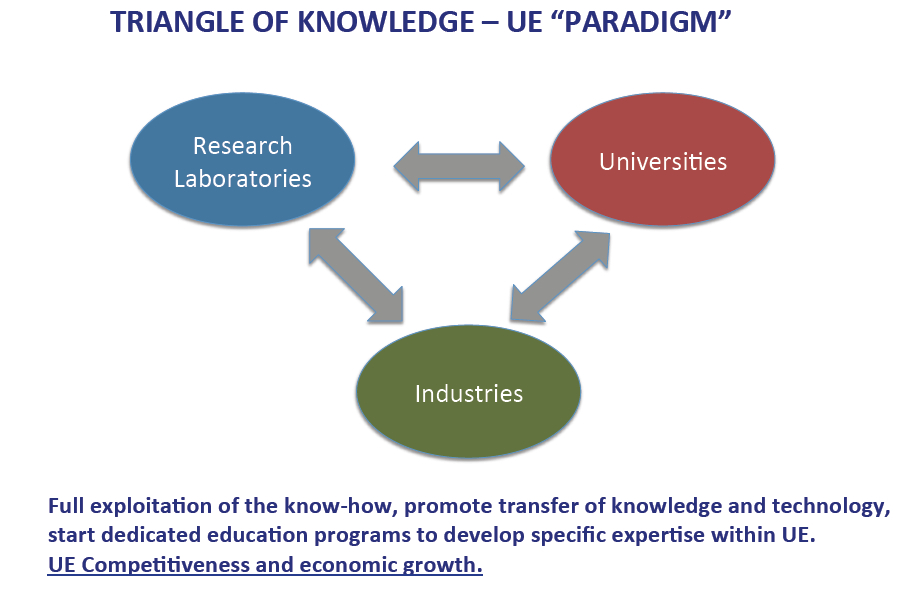 TRIANGLE OF KNOWLEDGE – UE “PARADIGM”
Research
Laboratories
Universities
Industries
Full exploitation of the know-how, promote transfer of knowledge and technology,
start dedicated education programs to develop specific expertise within UE.
UE Competitiveness and economic growth.